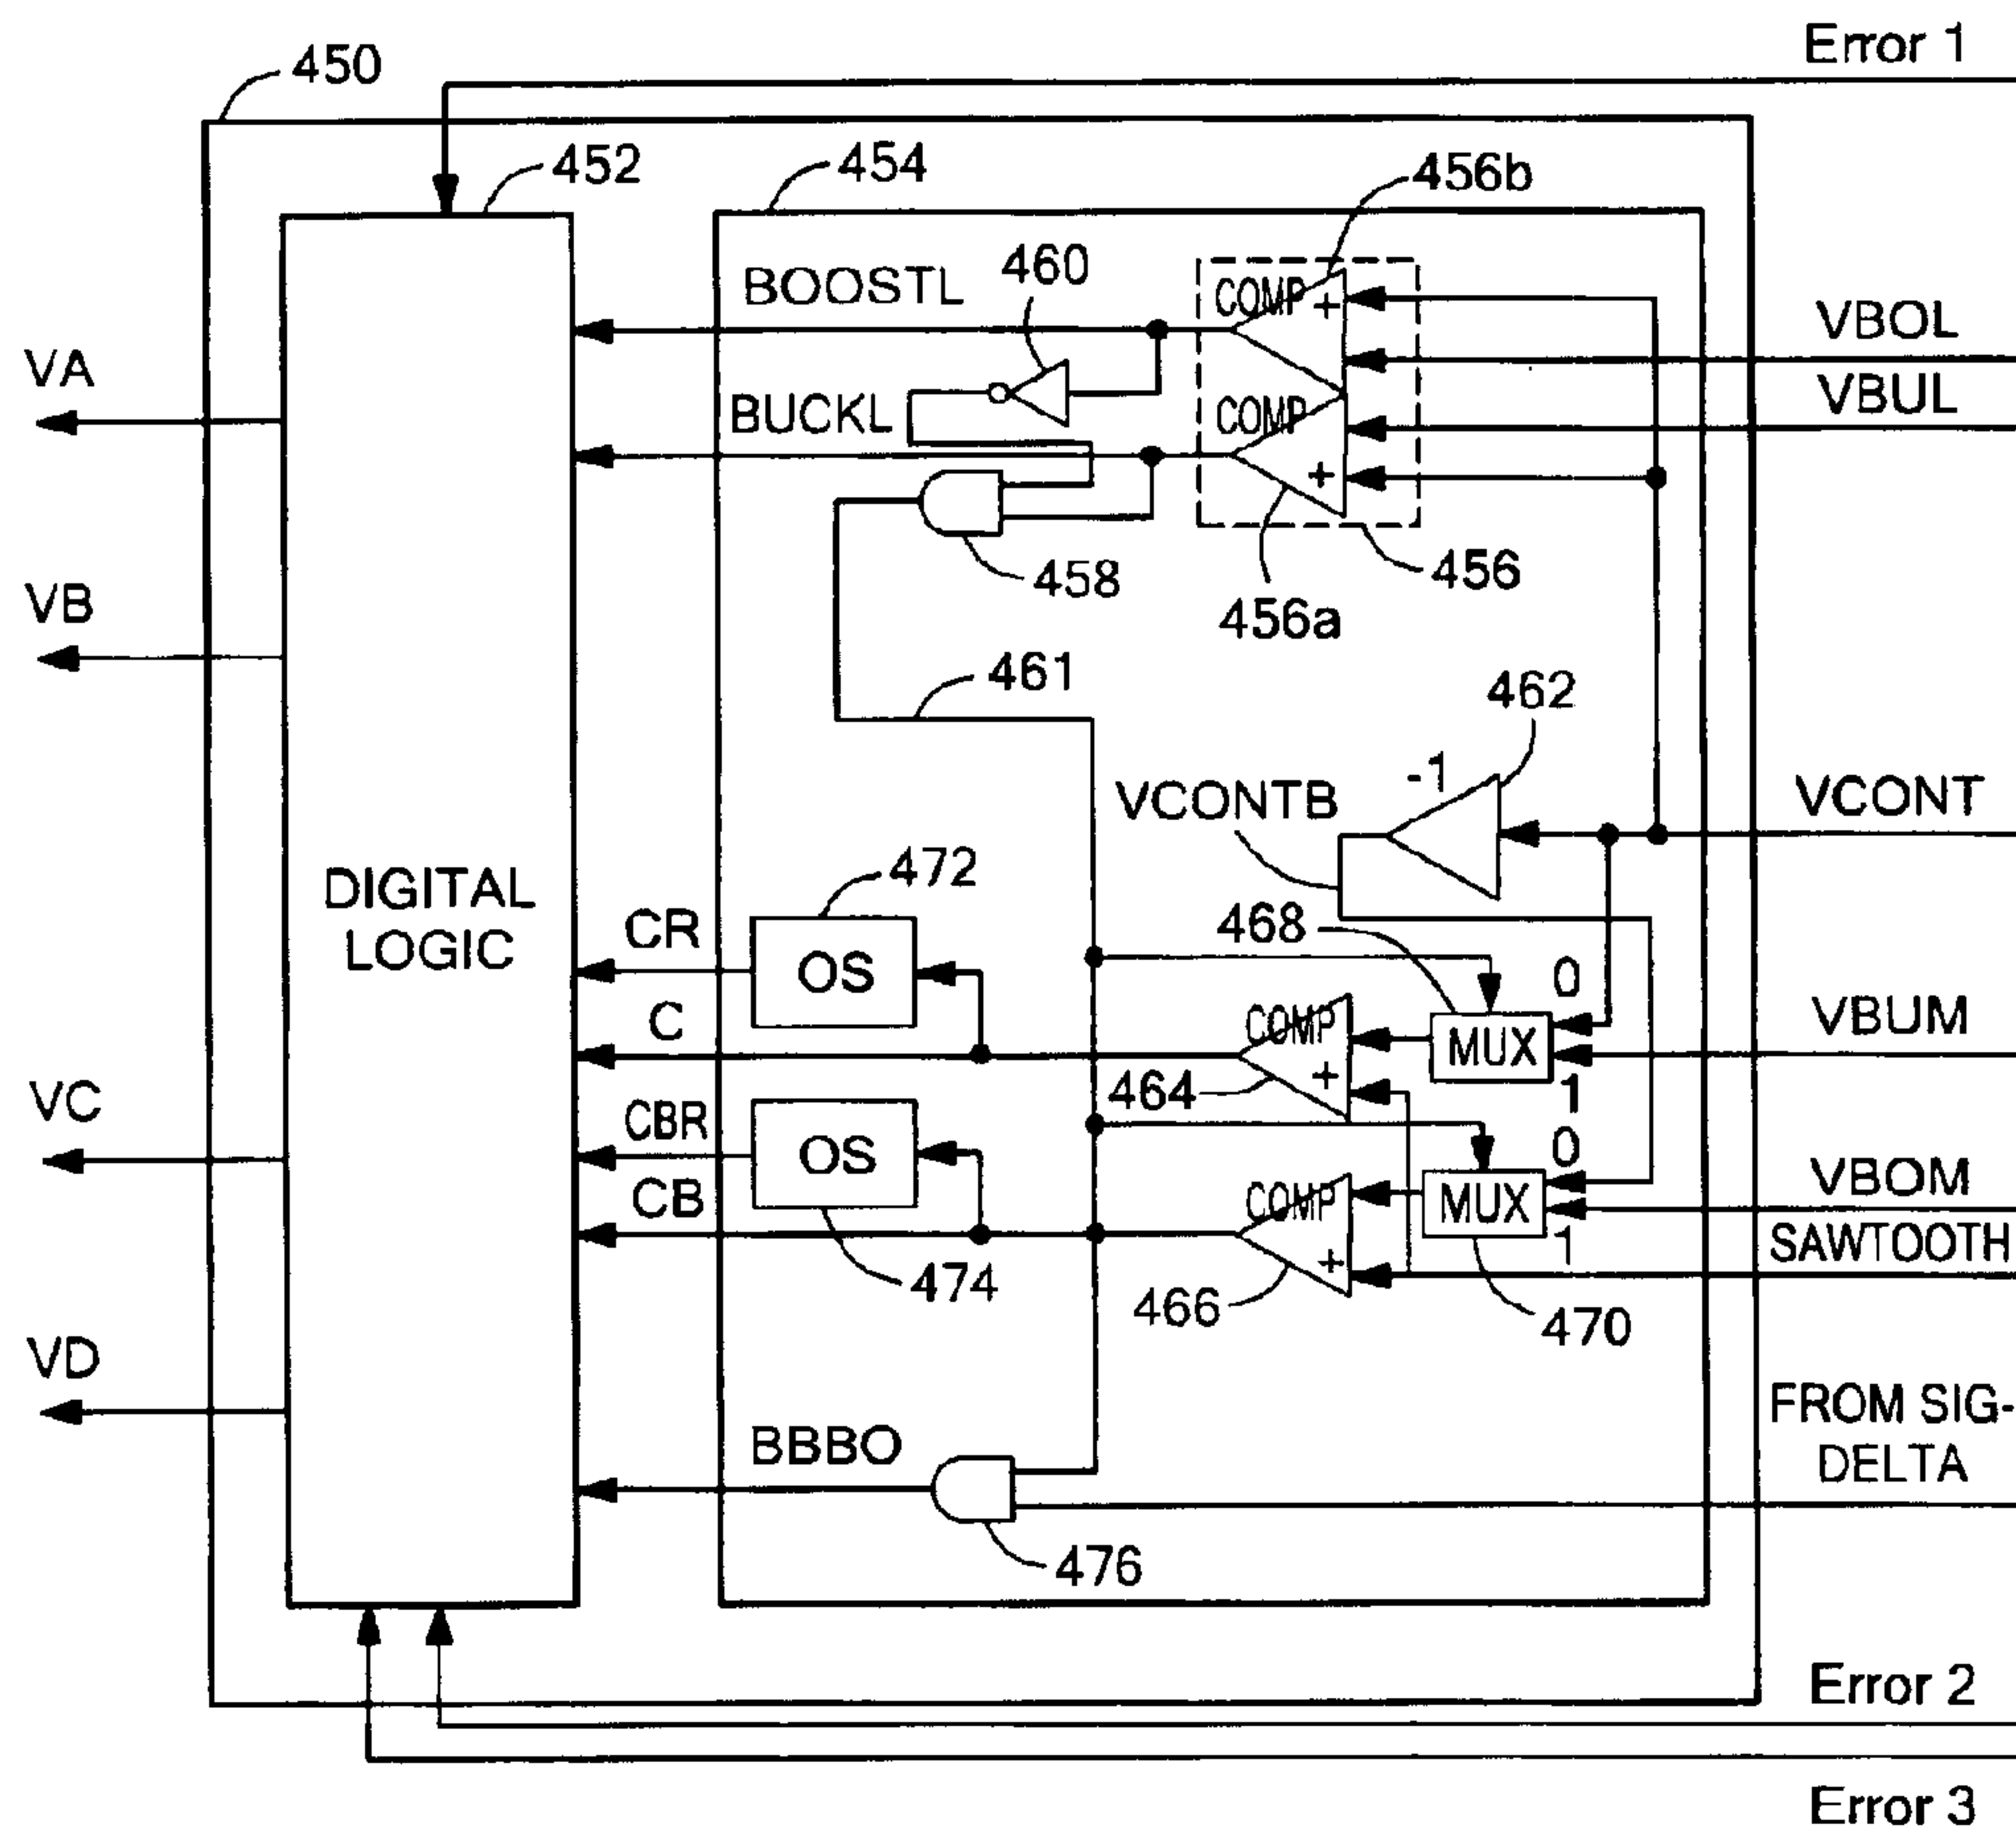 Error 1
450
452
454
456b
BOOSTL
460
COMP
+
VBOL
VA
BUCKL
COMP
+
VBUL
458
456
456a
VB
461
462
-1
VCONTB
VCONT
472
DIGITAL
LOGIC
CR
OS
468
0
C
COMP
+
MUX
VBUM
464
1
VC
CBR
OS
0
CB
COMP
+
MUX
VBOM
1
SAWTOOTH
474
466
470
VD
FROM SIG-
DELTA
BBBO
476
Error 2
Error 3